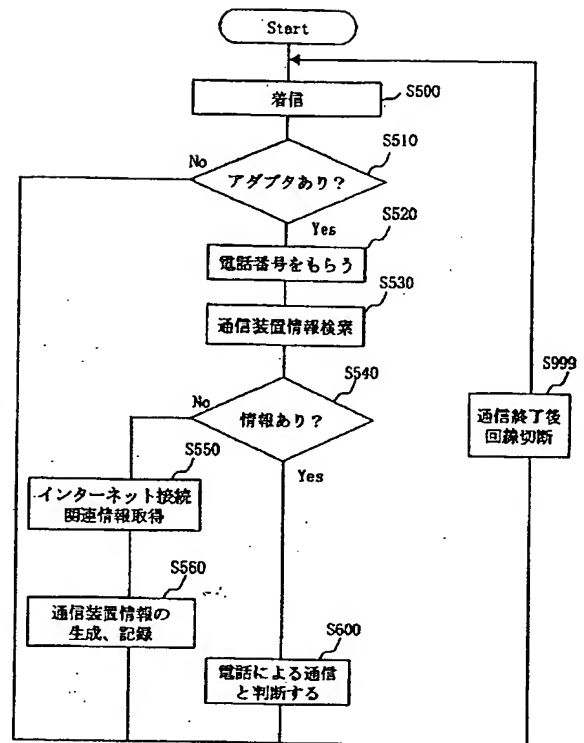 Start
着信
S500
アダプタあり?
S510
No
Yes
電話番号をもらう
S520
通信装置情報検索
S530
情報あり?
S540
No
Yes
インターネット接続
関連情報取得
S550
通信装置情報の
生成、記録
S560
電話による通信
と判断する
S600
通信終了後
回線切断
S999